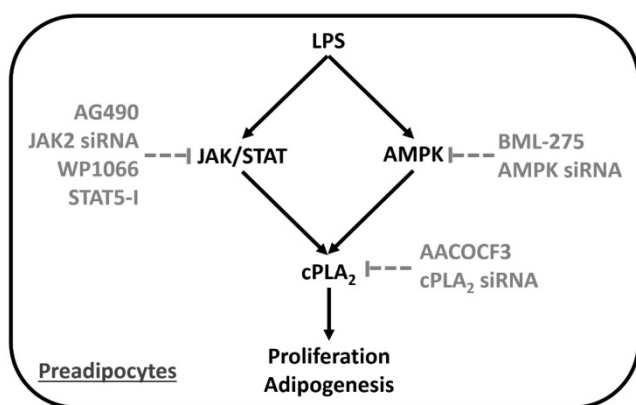 LPS
AG490
JAK2 siRNA
WP1066
STAT5-I
JAK/STAT
AMPK
BML-275
AMPK siRNA
cPLA₂
AACOCF3
cPLA₂ siRNA
Proliferation
Adipogenesis
Preadipocytes